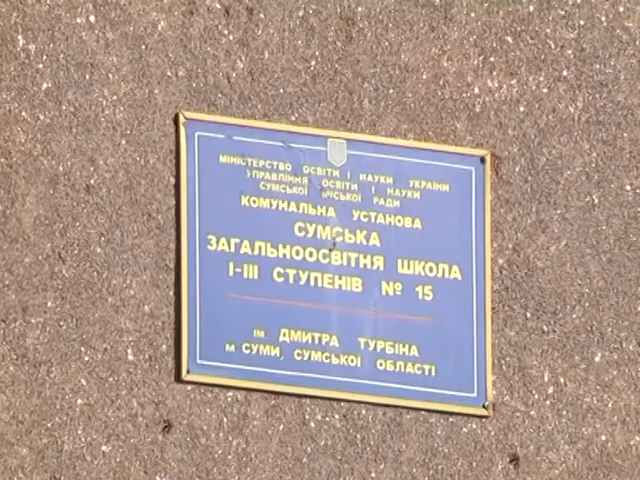 МІНІСТЕРСТВО ОСВІТИ І НАУКИ УКРАЇНИ
УПРАВЛІННЯ ОСВІТИ І НАУКИ
СУМСЬКОЇ МІСЬКОЇ РАДИ
КОМУНАЛЬНА УСТАНОВА
СУМСЬКА
ЗАГАЛЬНООСВІТНЯ ШКОЛА
І-ІІІ СТУПЕНІВ № 15
ім. ДМИТРА ТУРБІНА
м СУМИ, СУМСЬКОЇ ОБЛАСТІ